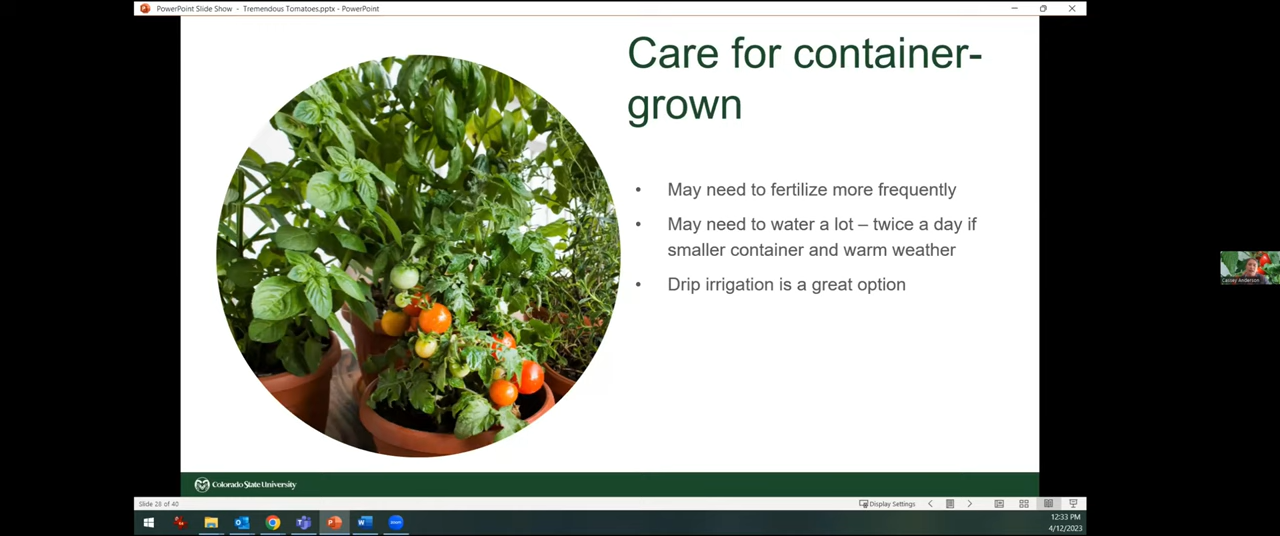 PowerPoint Slide Show - Tremendous Tomatoes.pptx - PowerPoint
Care for container-
grown
• May need to fertilize more frequently
• May need to water a lot – twice a day if
smaller container and warm weather
• Drip irrigation is a great option
Cassey Anderson
Colorado State University
Slide 28 of 40
Display Settings
12:33 PM
4/12/2023